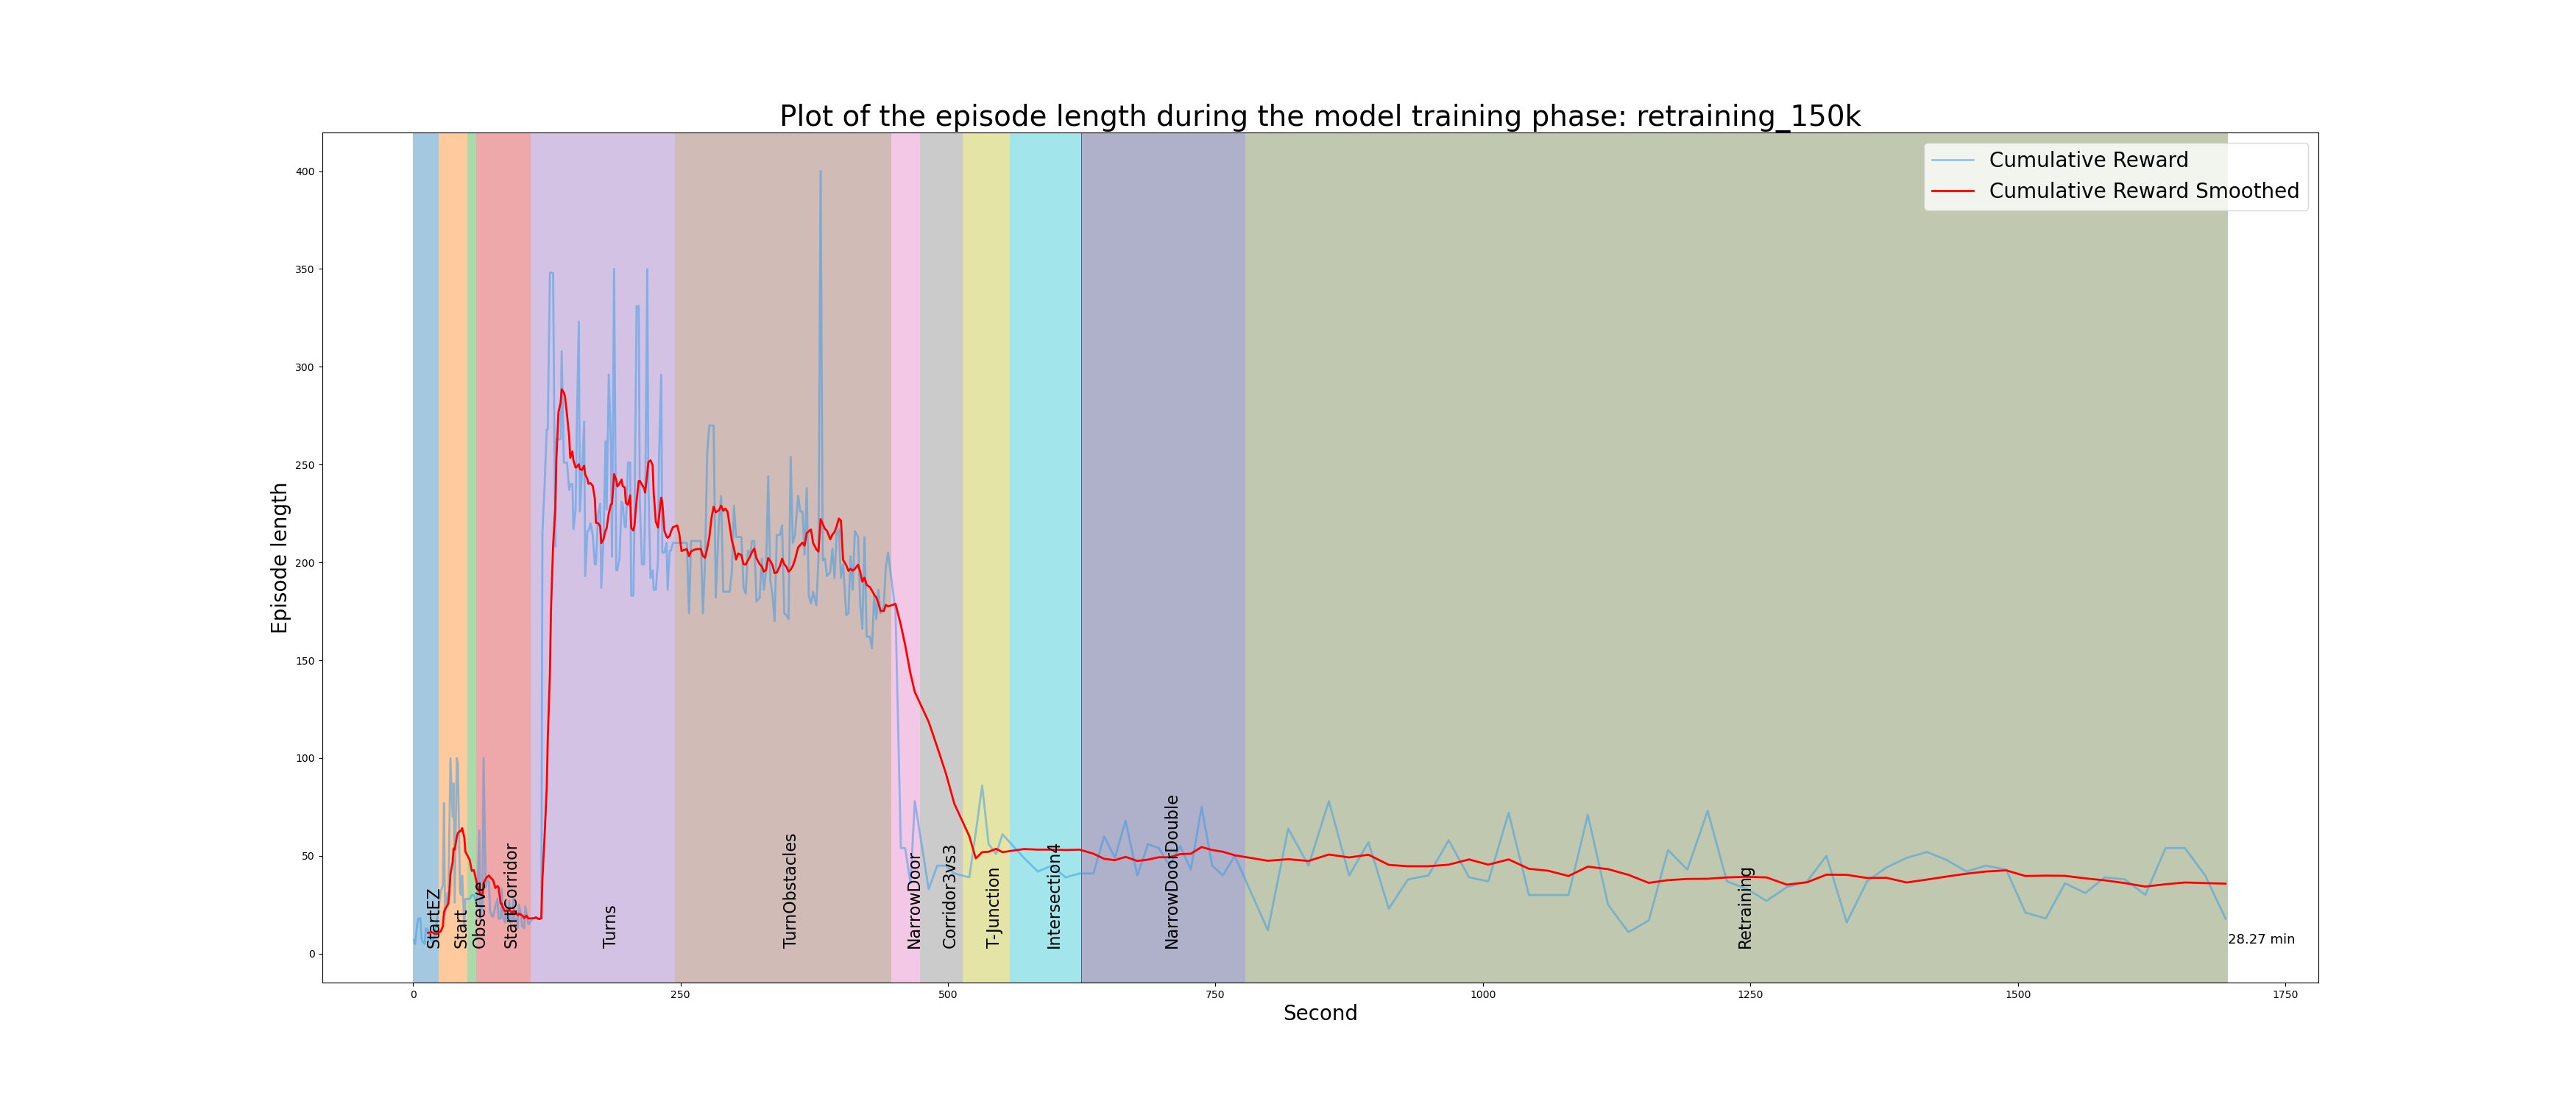 Plot of the episode length during the model training phase: retraining_150k
Cumulative Reward
Cumulative Reward Smoothed
Episode length
400
350
300
250
200
150
100
50
0
StartEZ
Start
Observe
StartCorridor
Turns
TurnObstacles
NarrowDoor
Corridor3vs3
T-Junction
Intersection4
NarrowDoorDouble
Retraining
28.27 min
0
250
500
750
1000
1250
1500
1750
Second